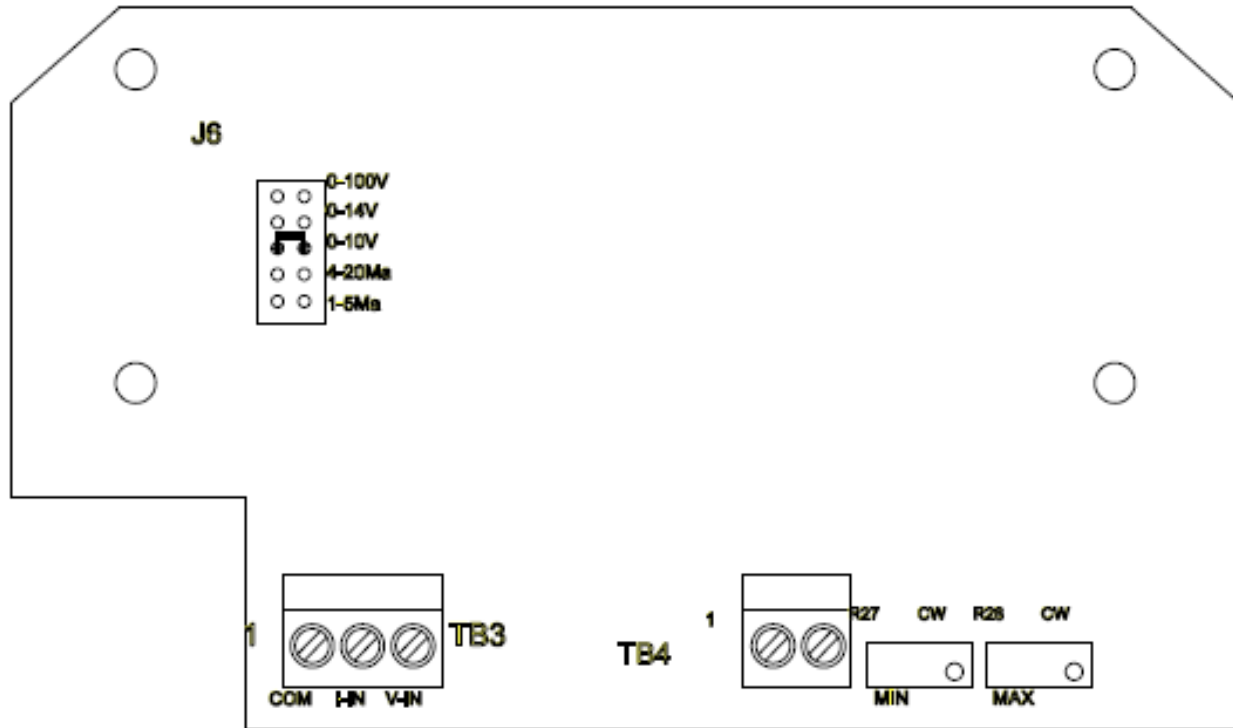 J6
0-100V
0-14V
0-10V
4-20Ma
1-5Ma
1
TB3
COM I-IN V-IN
TB4
1
R27 CW R28 CW
MIN MAX